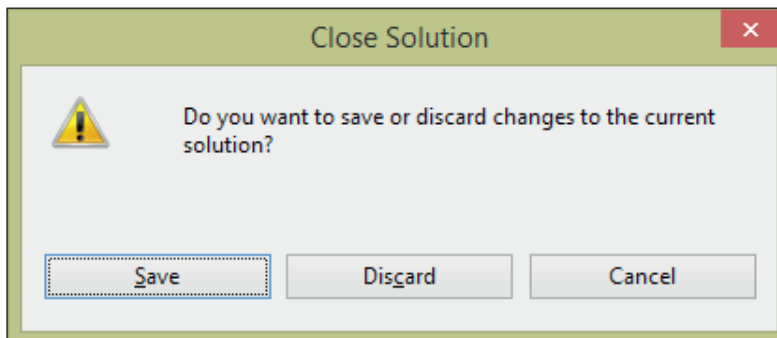 Close Solution
Do you want to save or discard changes to the current
solution?
Save
Discard
Cancel